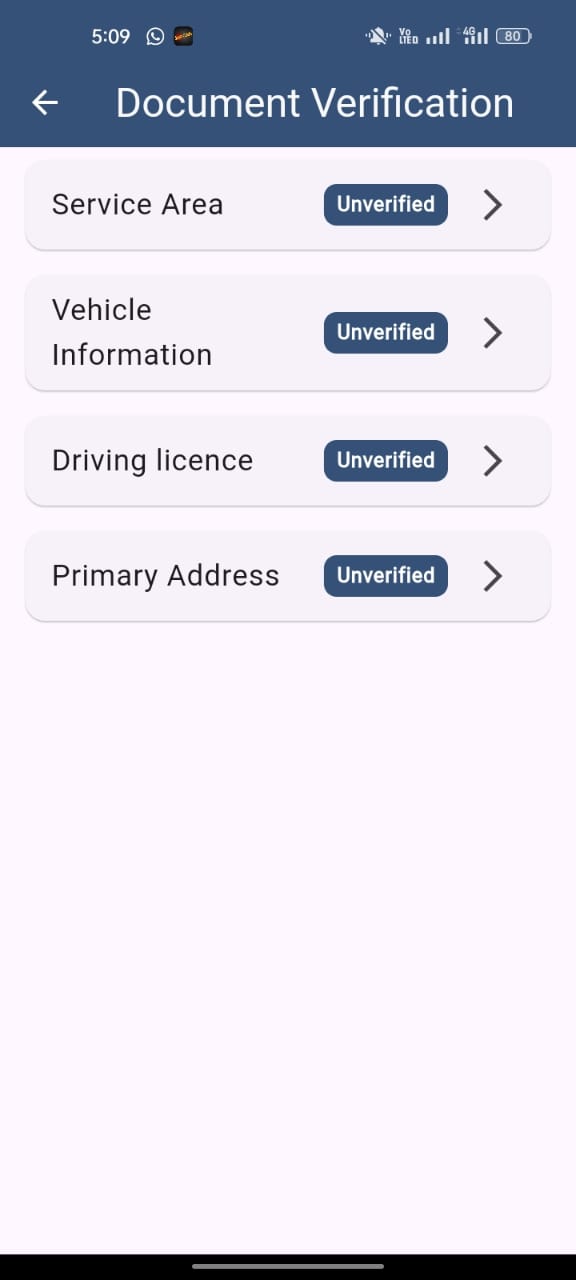 5:09 Vo LTED 4G 80
Document Verification
Service Area Unverified
Vehicle
Information Unverified
Driving licence Unverified
Primary Address Unverified